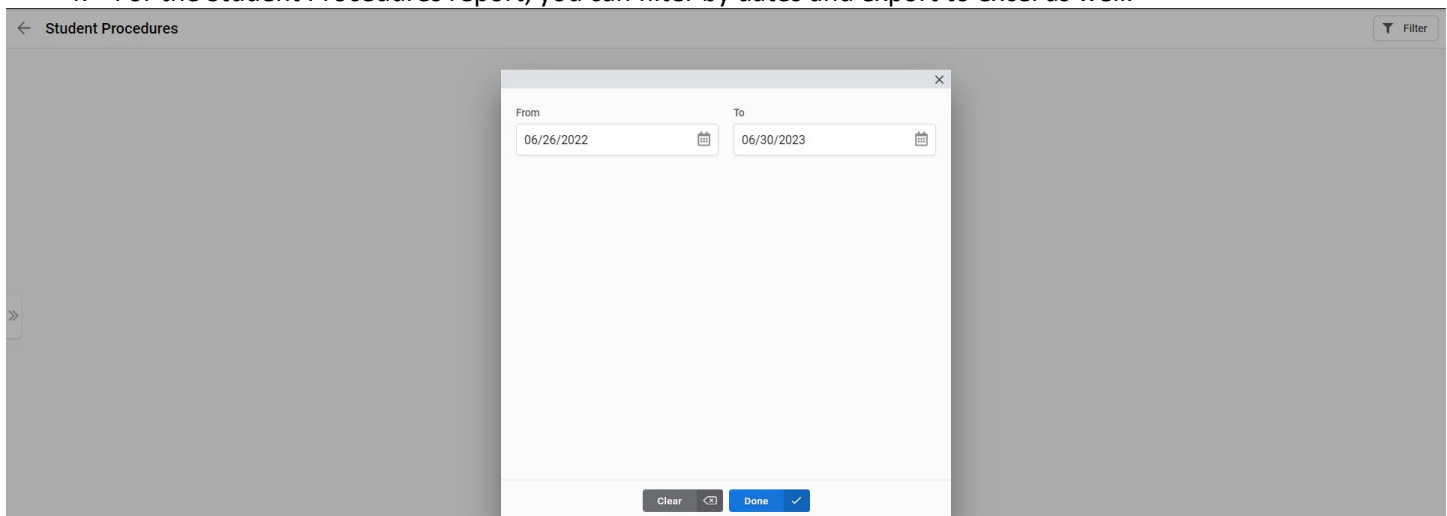 For the Student Procedures report, you can filter by dates and export to excel as well.
Student Procedures
Filter
From
To
06/26/2022
06/30/2023
Clear
Done